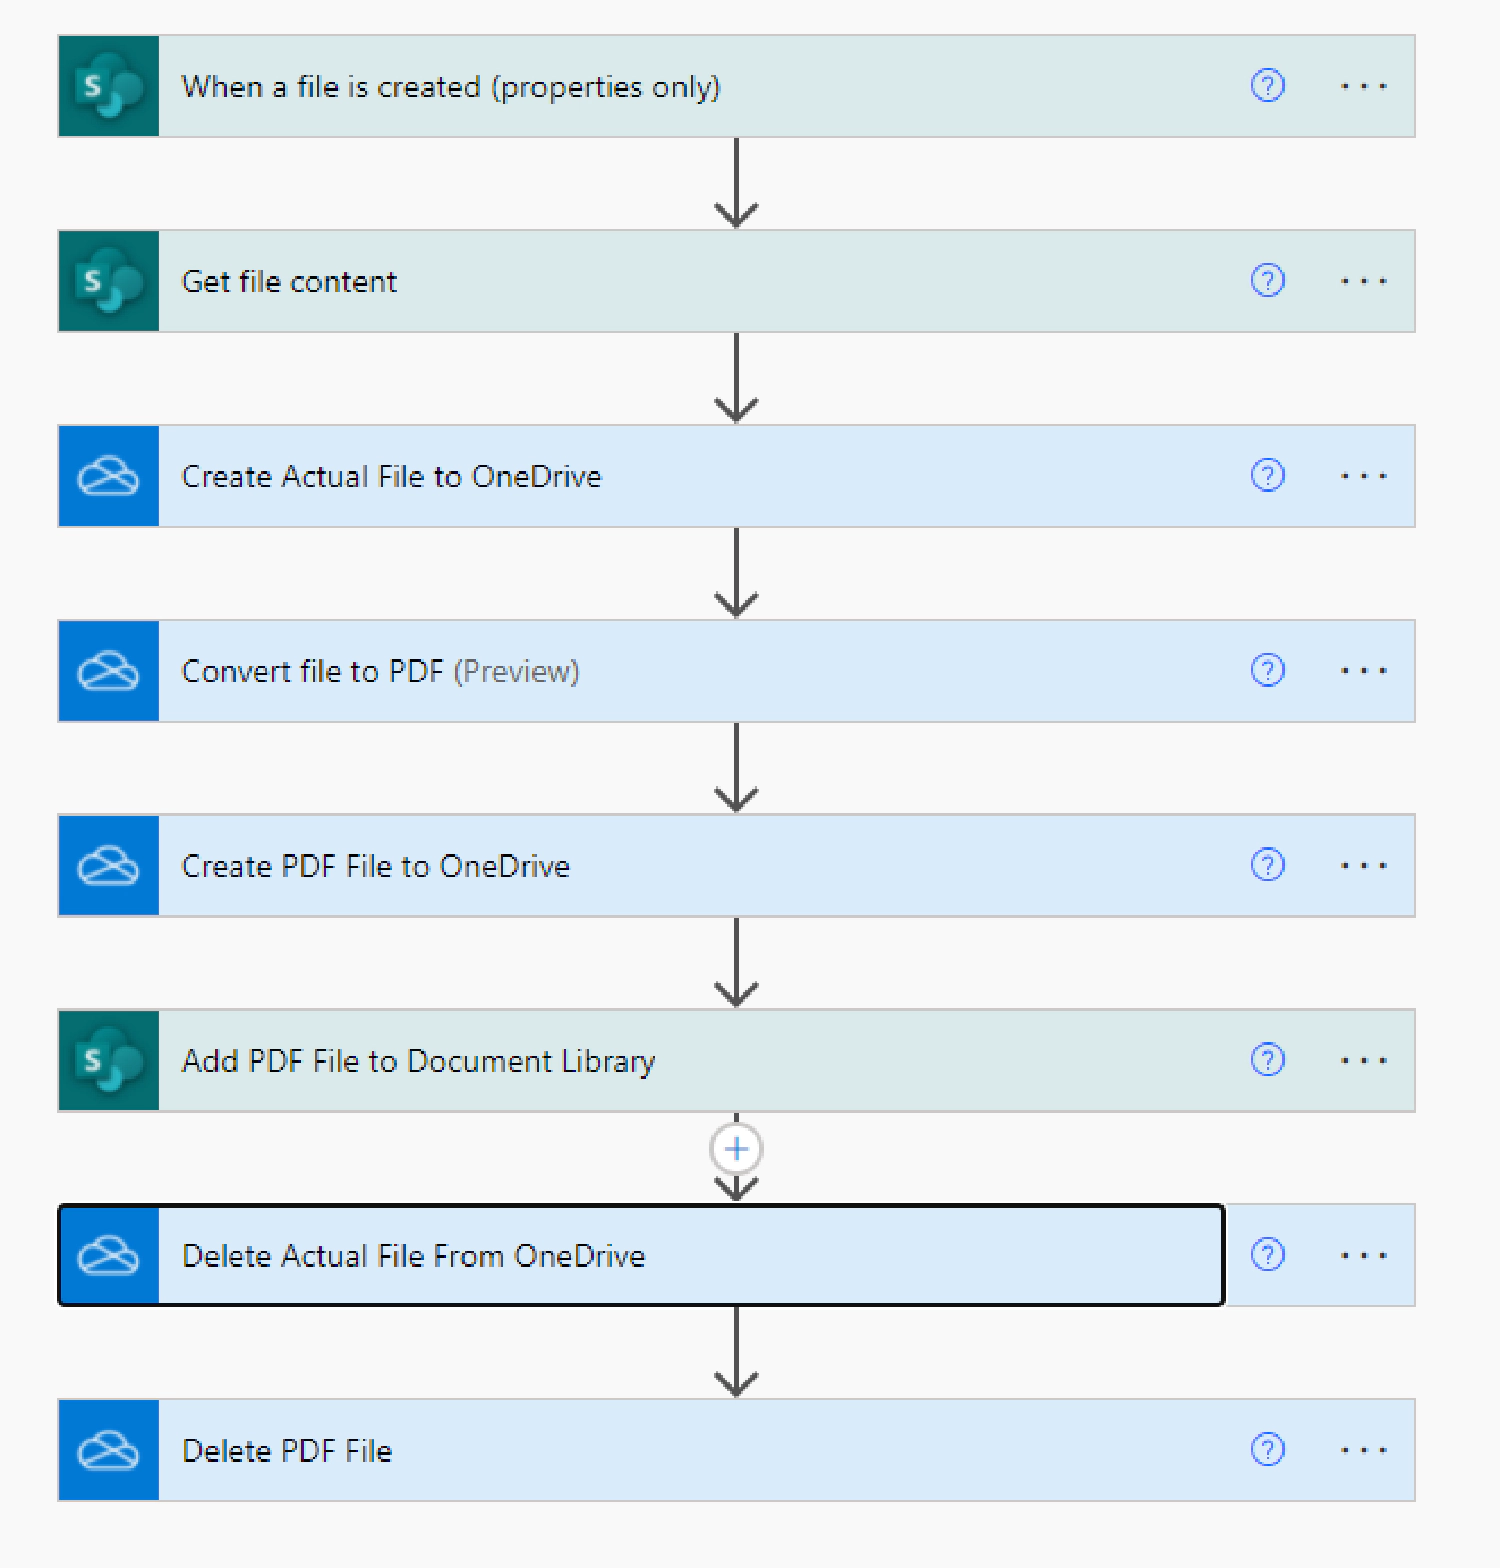 When a file is created (properties only)
Get file content
Create Actual File to OneDrive
Convert file to PDF (Preview)
Create PDF File to OneDrive
Add PDF File to Document Library
Delete Actual File From OneDrive
Delete PDF File